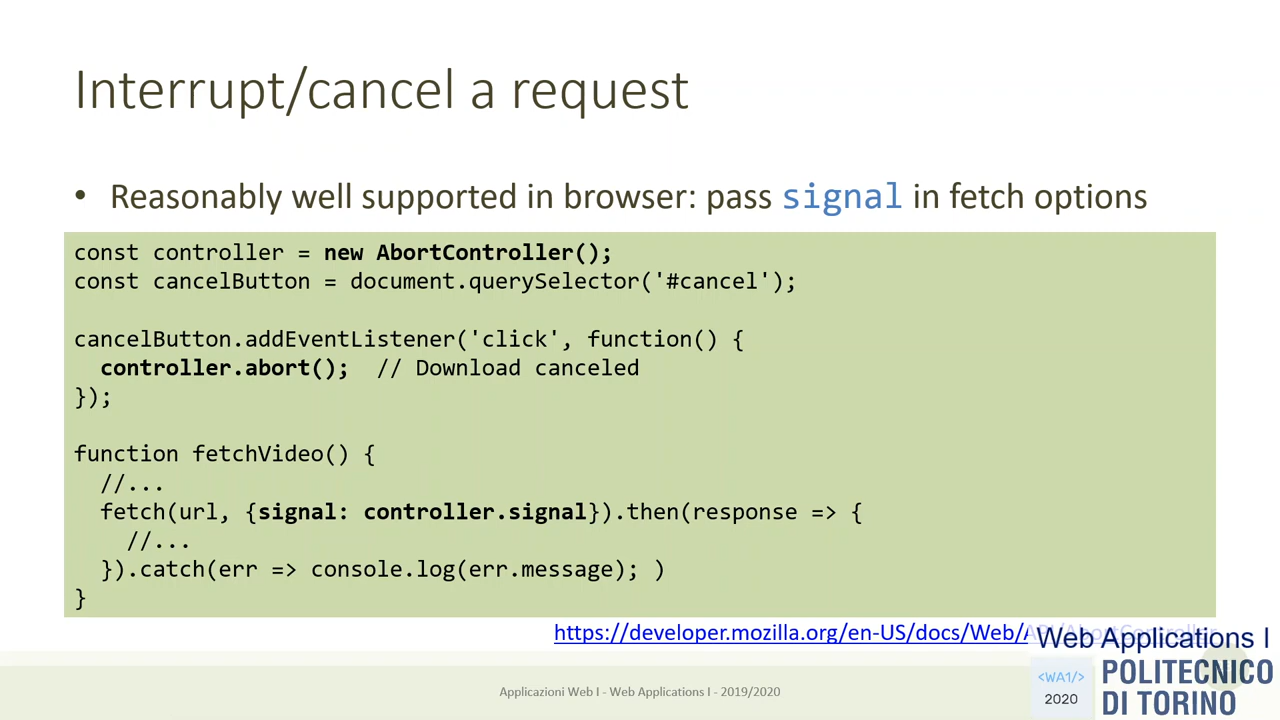 Interrupt/cancel a request
• Reasonably well supported in browser: pass signal in fetch options
const controller = new AbortController();
const cancelButton = document.querySelector('#cancel');
cancelButton.addEventListener('click', function() {
  controller.abort();  // Download canceled
});
function fetchVideo() {
  //...
  fetch(url, {signal: controller.signal}).then(response => {
    //...
  }).catch(err => console.log(err.message); )
}
https://developer.mozilla.org/en-US/docs/Web/API/AbortController
Web Applications I
Applicazioni Web I - Web Applications I - 2019/2020
<WA1/>
2020
POLITECNICO
DI TORINO